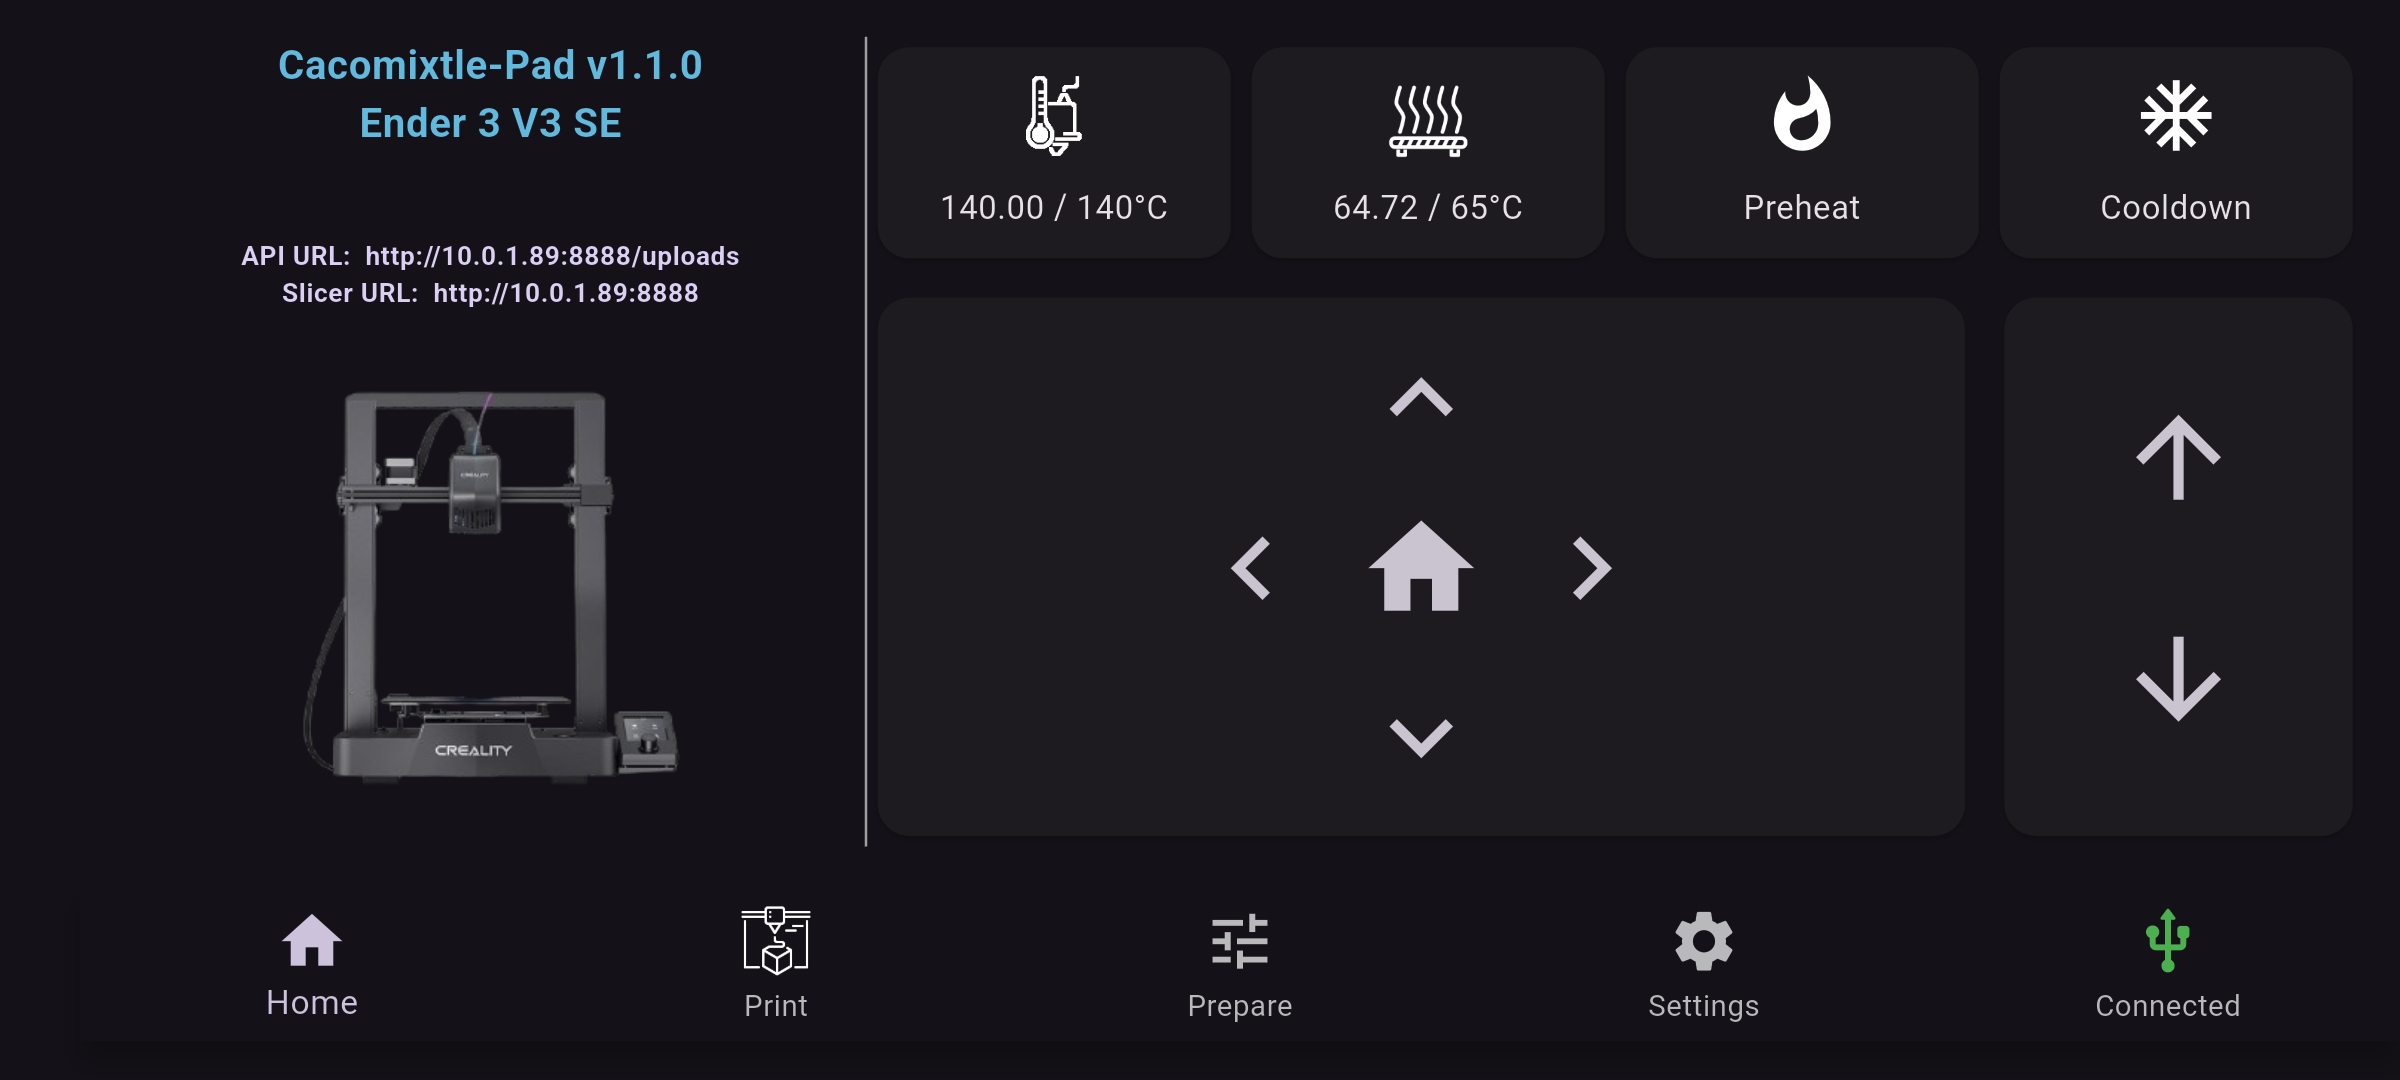 Cacomixtle-Pad v1.1.0
Ender 3 V3 SE
API URL: http://10.0.1.89:8888/uploads
Slicer URL: http://10.0.1.89:8888
CREALITY
CREALITY
140.00 / 140°C
64.72 / 65°C
Preheat
Cooldown
Home
Print
Prepare
Settings
Connected